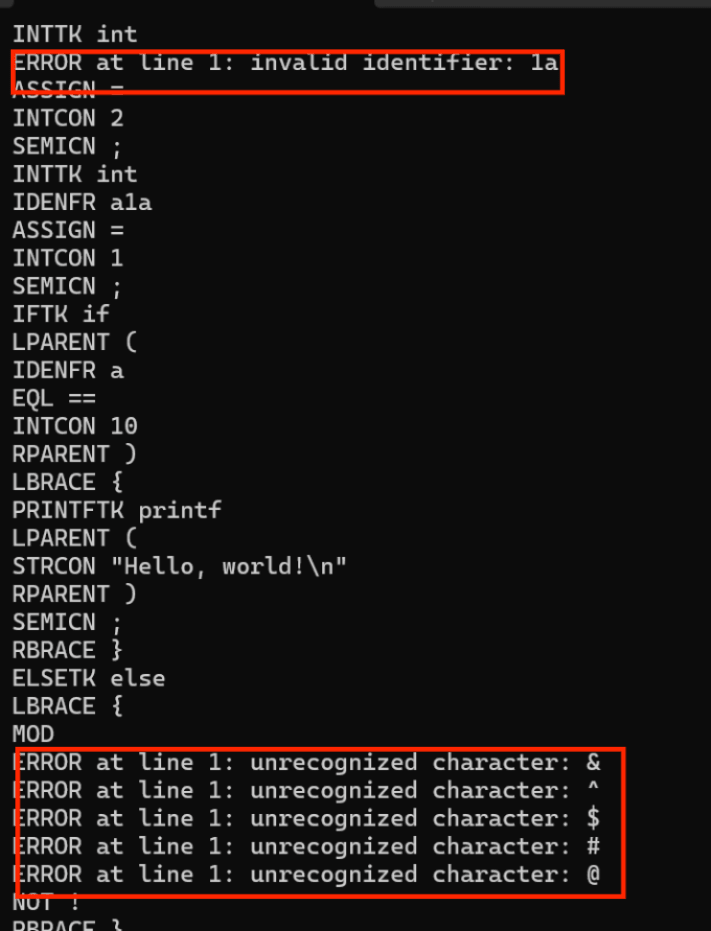 INTTK int
ERROR at line 1: invalid identifier: 1a
ASSIGN =
INTCON 2
SEMICN ;
INTTK int
IDENFR a1a
ASSIGN =
INTCON 1
SEMICN ;
IFTK if
LPARENT (
IDENFR a
EQL ==
INTCON 10
RPARENT )
LBRACE {
PRINTFTK printf
LPARENT (
STRCON "Hello, world!\n"
RPARENT )
SEMICN ;
RBRACE }
ELSETK else
LBRACE {
MOD
ERROR at line 1: unrecognized character: &
ERROR at line 1: unrecognized character: ^
ERROR at line 1: unrecognized character: $
ERROR at line 1: unrecognized character: #
ERROR at line 1: unrecognized character: @
NOT !
RBRACE }